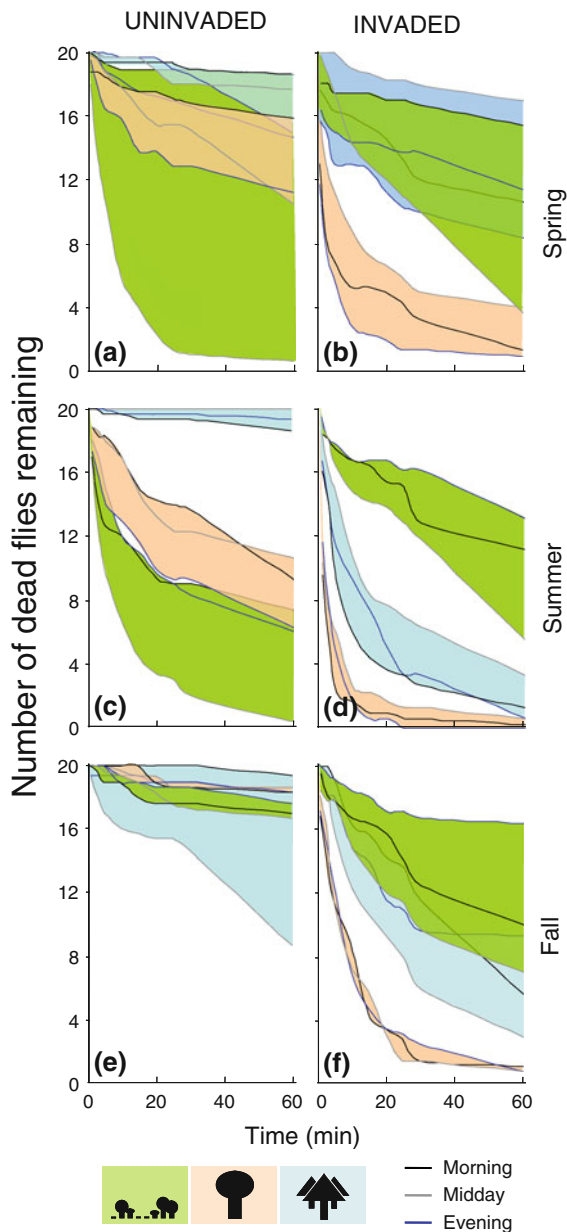 UNINVADED INVADED
20
16
12
8
4
0
(a) (b)
Spring
20
16
12
8
4
0
(c) (d)
Summer
20
16
12
8
4
0
(e) (f)
Fall
Number of dead flies remaining
0 20 40 60 0 20 40 60
Time (min)
Morning
Midday
Evening